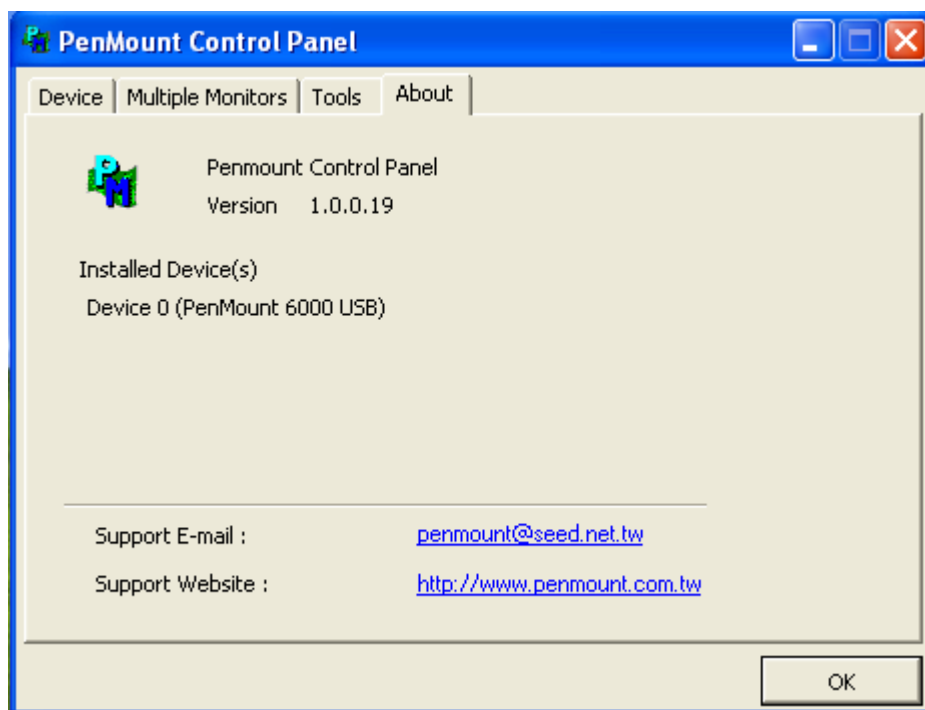 PenMount Control Panel
Device Multiple Monitors Tools About
PM
Penmount Control Panel
Version 1.0.0.19
Installed Device(s)
Device 0 (PenMount 6000 USB)
Support E-mail : penmount@seed.net.tw
Support Website : http://www.penmount.com.tw
OK